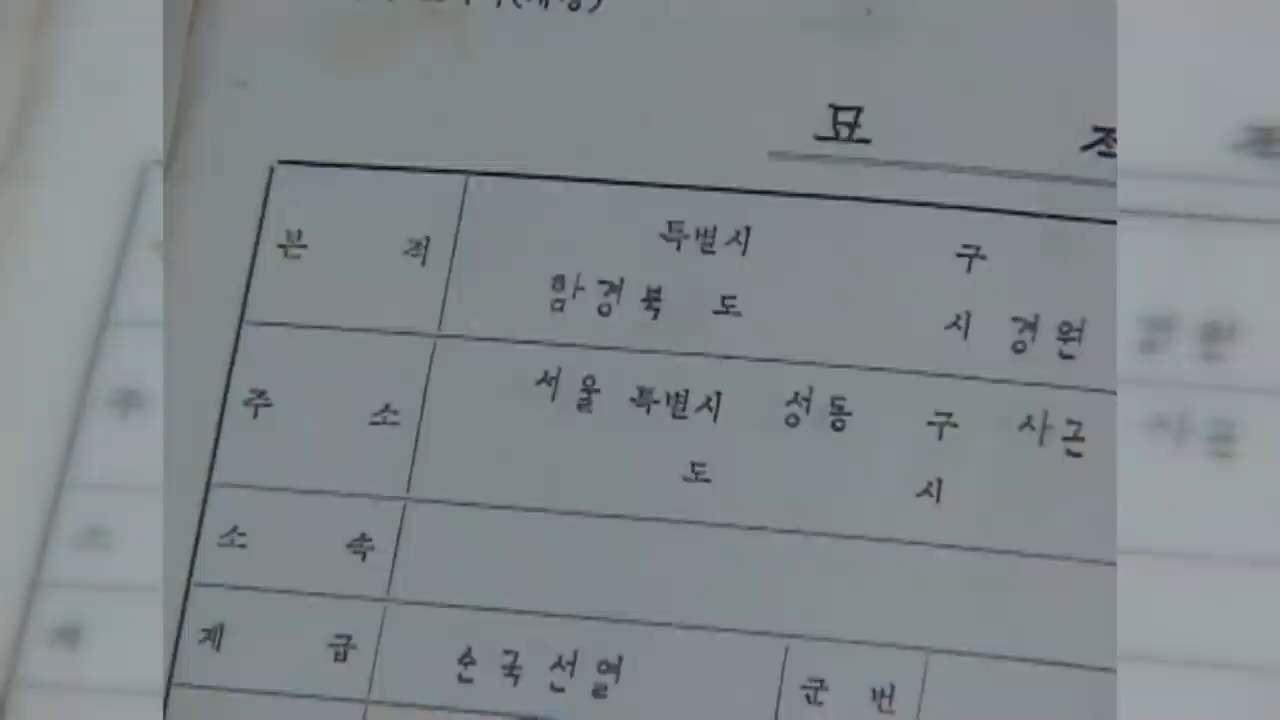 묘 적
본 적 특별시 구
함경북 도 시 경원
주 소 서울 특별시 성동 구 사근
도 시
소 속
계 급 순국선열 군 번